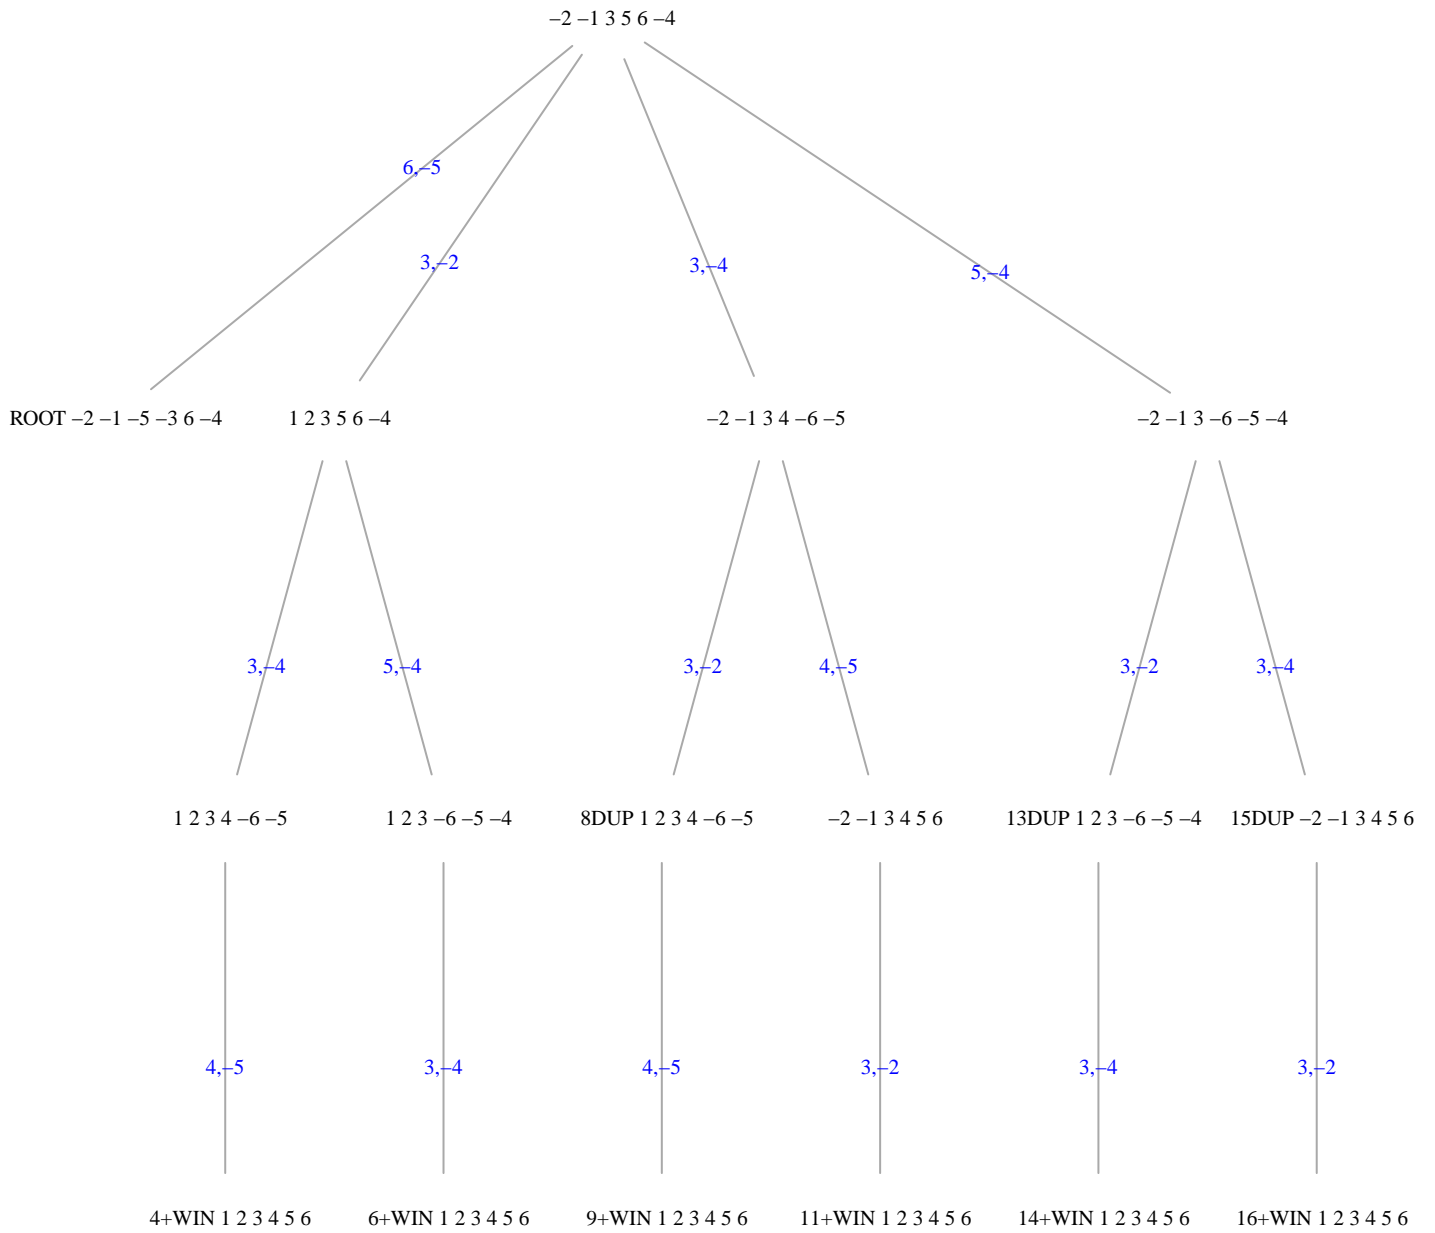 –2 –1 3 5 6 –4
6,–5
3,–2
3,–4
5,–4
ROOT –2 –1 –5 –3 6 –4
1 2 3 5 6 –4
–2 –1 3 4 –6 –5
–2 –1 3 –6 –5 –4
3,–4
5,–4
3,–2
4,–5
3,–2
3,–4
1 2 3 4 –6 –5
1 2 3 –6 –5 –4
8DUP 1 2 3 4 –6 –5
–2 –1 3 4 5 6
13DUP 1 2 3 –6 –5 –4
15DUP –2 –1 3 4 5 6
4,–5
3,–4
4,–5
3,–2
3,–4
3,–2
4+WIN 1 2 3 4 5 6
6+WIN 1 2 3 4 5 6
9+WIN 1 2 3 4 5 6
11+WIN 1 2 3 4 5 6
14+WIN 1 2 3 4 5 6
16+WIN 1 2 3 4 5 6